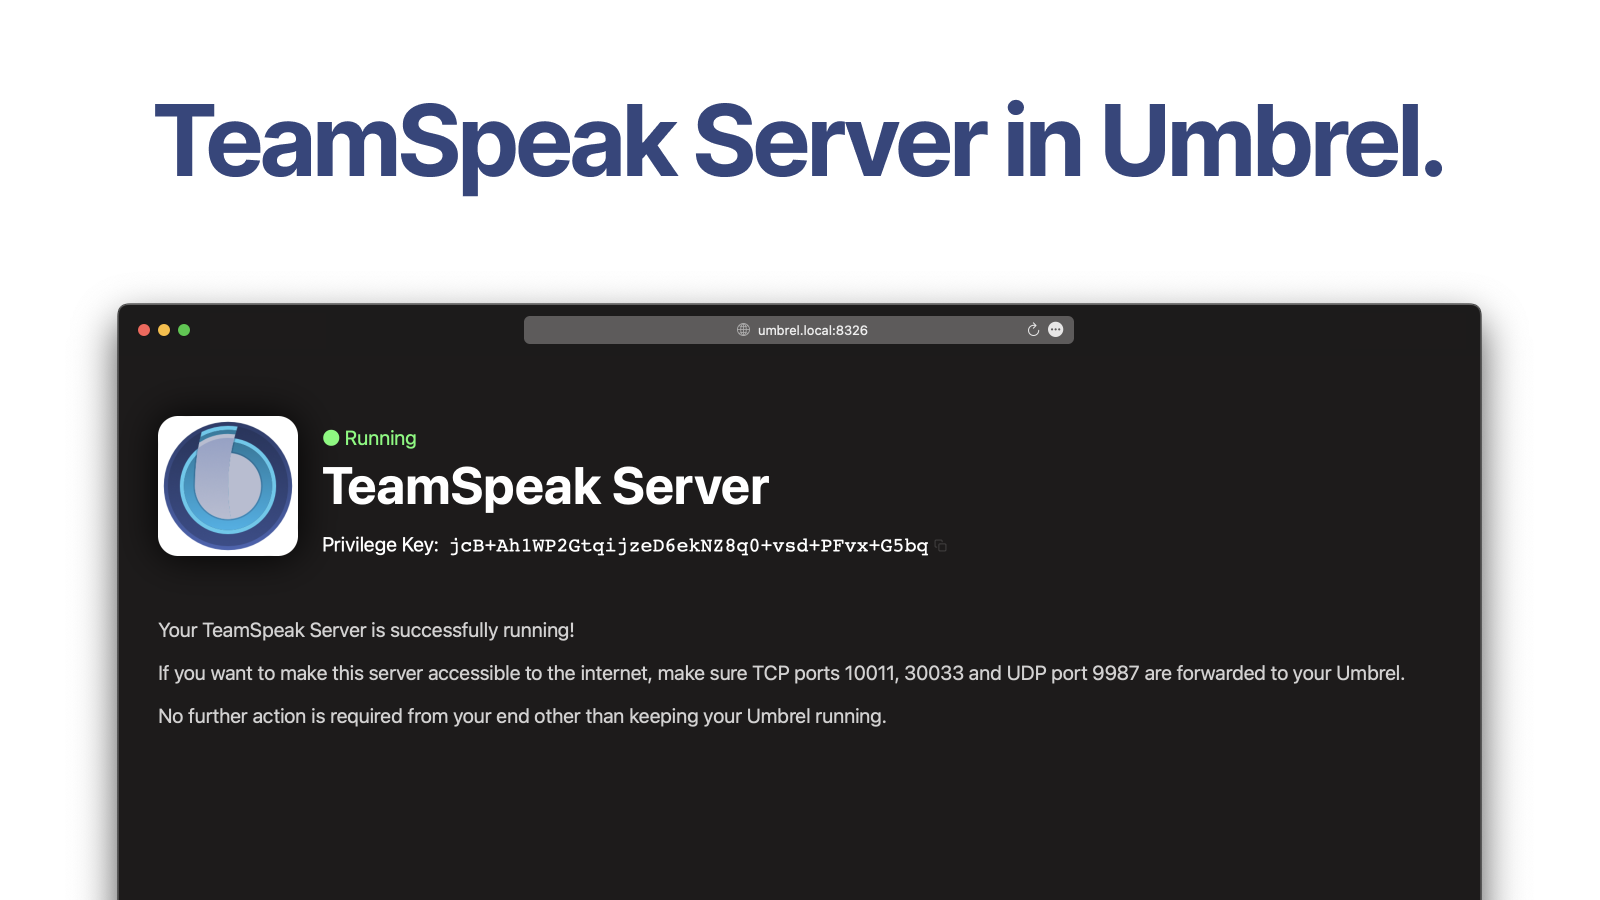 TeamSpeak Server in Umbrel.
umbrel.local:8326
Running
TeamSpeak Server
Privilege Key: jcB+Ah1WP2GtqijzeD6ekNZ8q0+vsd+PFvx+G5bq
Your TeamSpeak Server is successfully running!
If you want to make this server accessible to the internet, make sure TCP ports 10011, 30033 and UDP port 9987 are forwarded to your Umbrel.
No further action is required from your end other than keeping your Umbrel running.